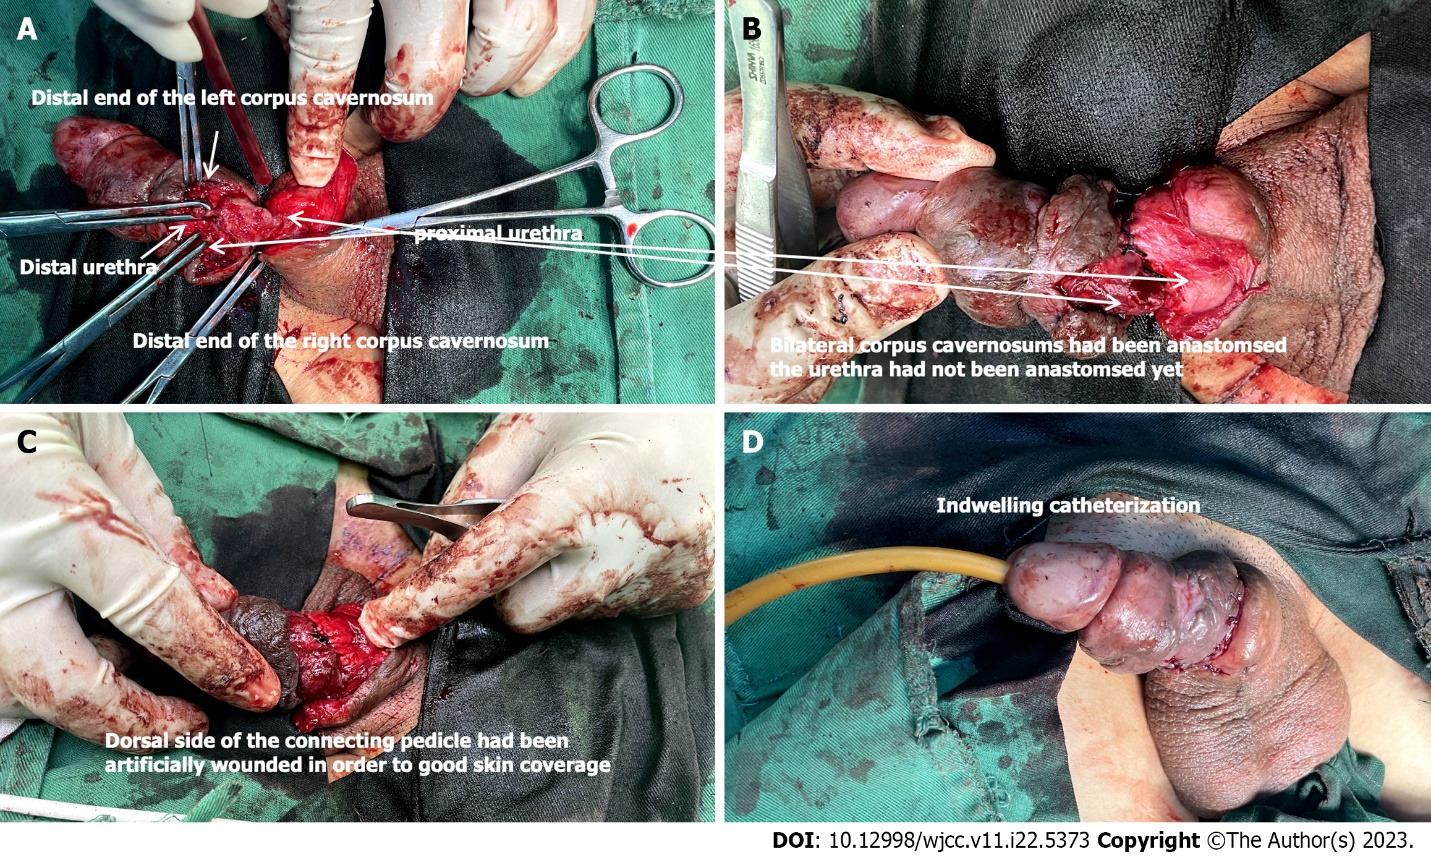 A
Distal end of the left corpus cavernosum
proximal urethra
Distal urethra
Distal end of the right corpus cavernosum
B
Bilateral corpus cavernosums had been anastomsed
the urethra had not been anastomsed yet
C
Dorsal side of the connecting pedicle had been
artificially wounded in order to good skin coverage
D
Indwelling catheterization
DOI: 10.12998/wjcc.v11.i22.5373 Copyright ©The Author(s) 2023.